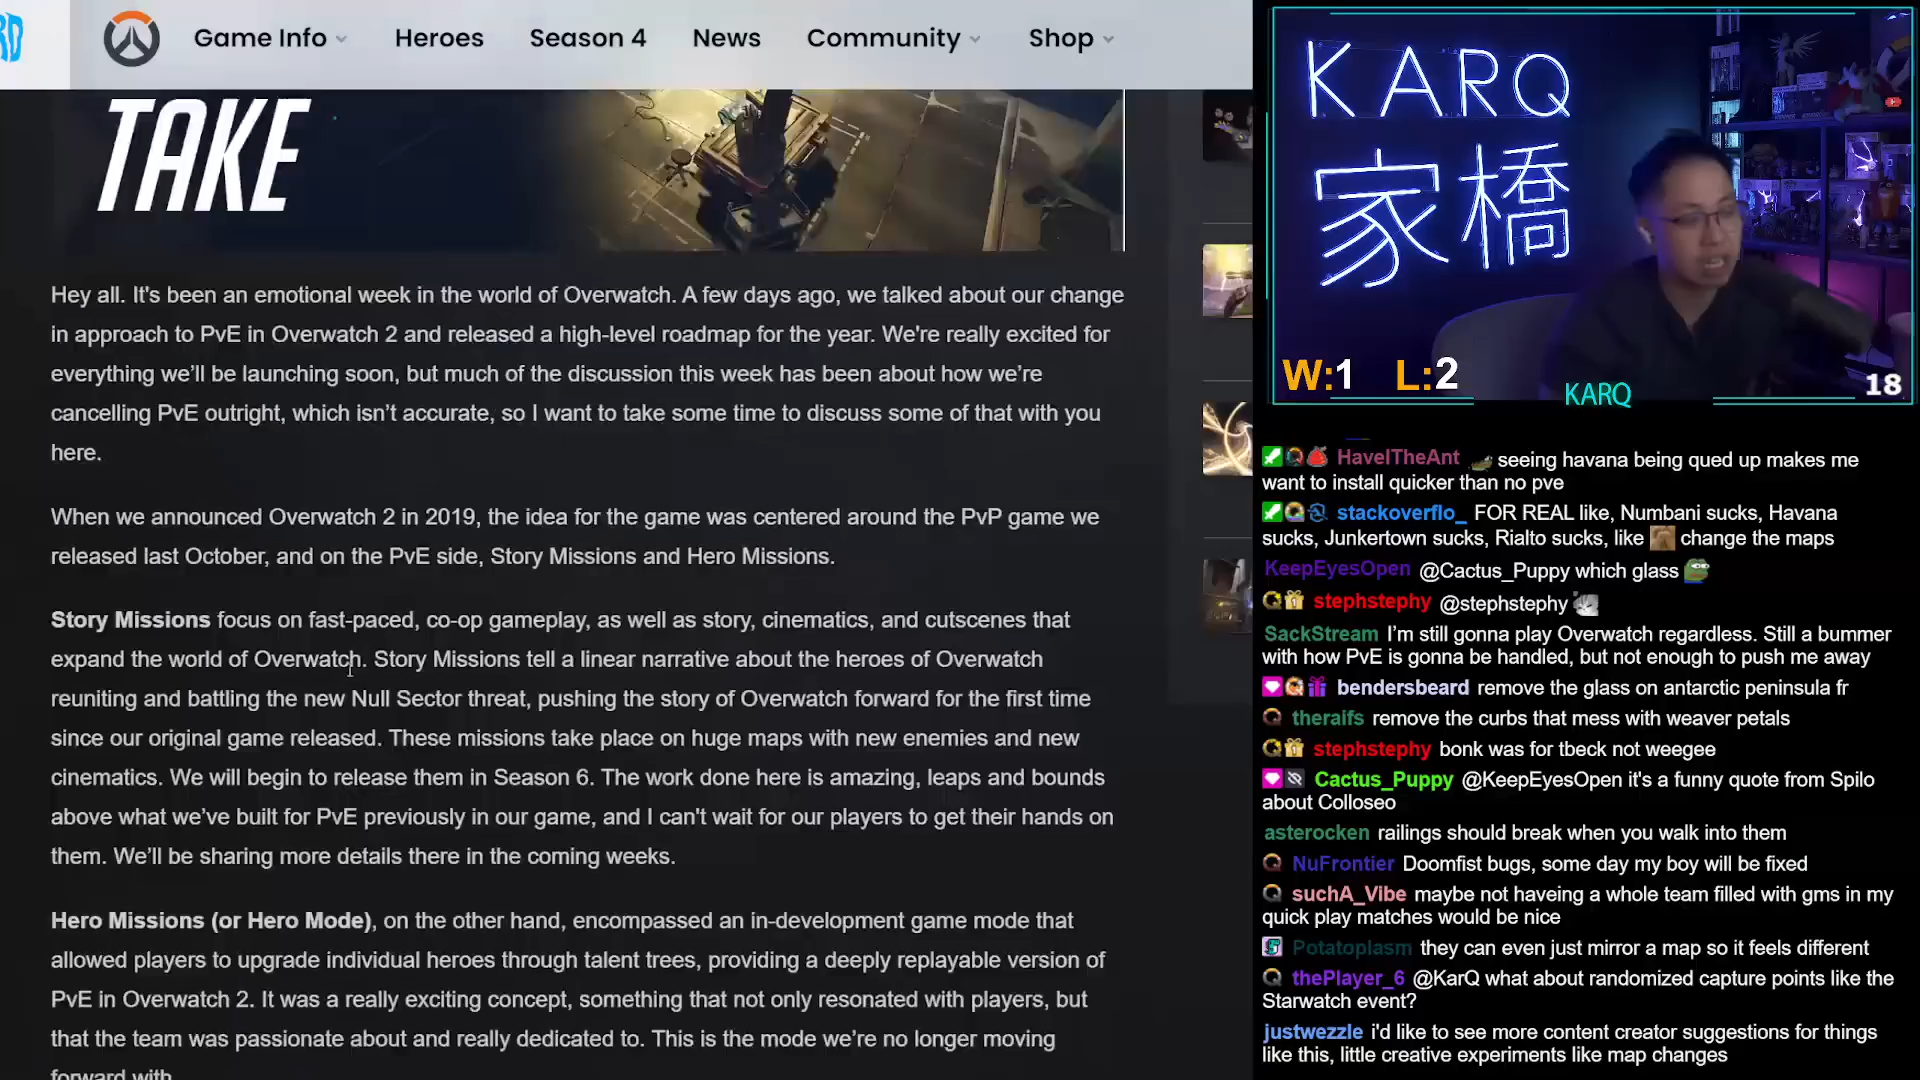 RD
Game Info
Heroes
Season 4
News
Community
Shop
TAKE
Hey all. It's been an emotional week in the world of Overwatch. A few days ago, we talked about our change
in approach to PvE in Overwatch 2 and released a high-level roadmap for the year. We're really excited for
everything we'll be launching soon, but much of the discussion this week has been about how we're
cancelling PvE outright, which isn't accurate, so I want to take some time to discuss some of that with you
here.
When we announced Overwatch 2 in 2019, the idea for the game was centered around the PvP game we
released last October, and on the PvE side, Story Missions and Hero Missions.
Story Missions focus on fast-paced, co-op gameplay, as well as story, cinematics, and cutscenes that
expand the world of Overwatch. Story Missions tell a linear narrative about the heroes of Overwatch
reuniting and battling the new Null Sector threat, pushing the story of Overwatch forward for the first time
since our original game released. These missions take place on huge maps with new enemies and new
cinematics. We will begin to release them in Season 6. The work done here is amazing, leaps and bounds
above what we've built for PvE previously in our game, and I can't wait for our players to get their hands on
them. We'll be sharing more details there in the coming weeks.
Hero Missions (or Hero Mode), on the other hand, encompassed an in-development game mode that
allowed players to upgrade individual heroes through talent trees, providing a deeply replayable version of
PvE in Overwatch 2. It was a really exciting concept, something that not only resonated with players, but
that the team was passionate about and really dedicated to. This is the mode we're no longer moving
forward with.
KARQ
家橋
W:1 L:2
KARQ
18
HavelTheAnt seeing havana being qued up makes me
want to install quicker than no pve
stackoverflo_ FOR REAL like, Numbani sucks, Havana
sucks, Junkertown sucks, Rialto sucks, like change the maps
KeepEyesOpen @Cactus_Puppy which glass
stephstephy @stephstephy
SackStream I'm still gonna play Overwatch regardless. Still a bummer
with how PvE is gonna be handled, but not enough to push me away
bendersbeard remove the glass on antarctic peninsula fr
theraifs remove the curbs that mess with weaver petals
stephstephy bonk was for tbeck not weegee
Cactus_Puppy @KeepEyesOpen it's a funny quote from Spilo
about Colloseo
asterocken railings should break when you walk into them
NuFrontier Doomfist bugs, some day my boy will be fixed
suchA_Vibe maybe not haveing a whole team filled with gms in my
quick play matches would be nice
Potatoplasm they can even just mirror a map so it feels different
thePlayer_6 @KarQ what about randomized capture points like the
Starwatch event?
justwezzle i'd like to see more content creator suggestions for things
like this, little creative experiments like map changes